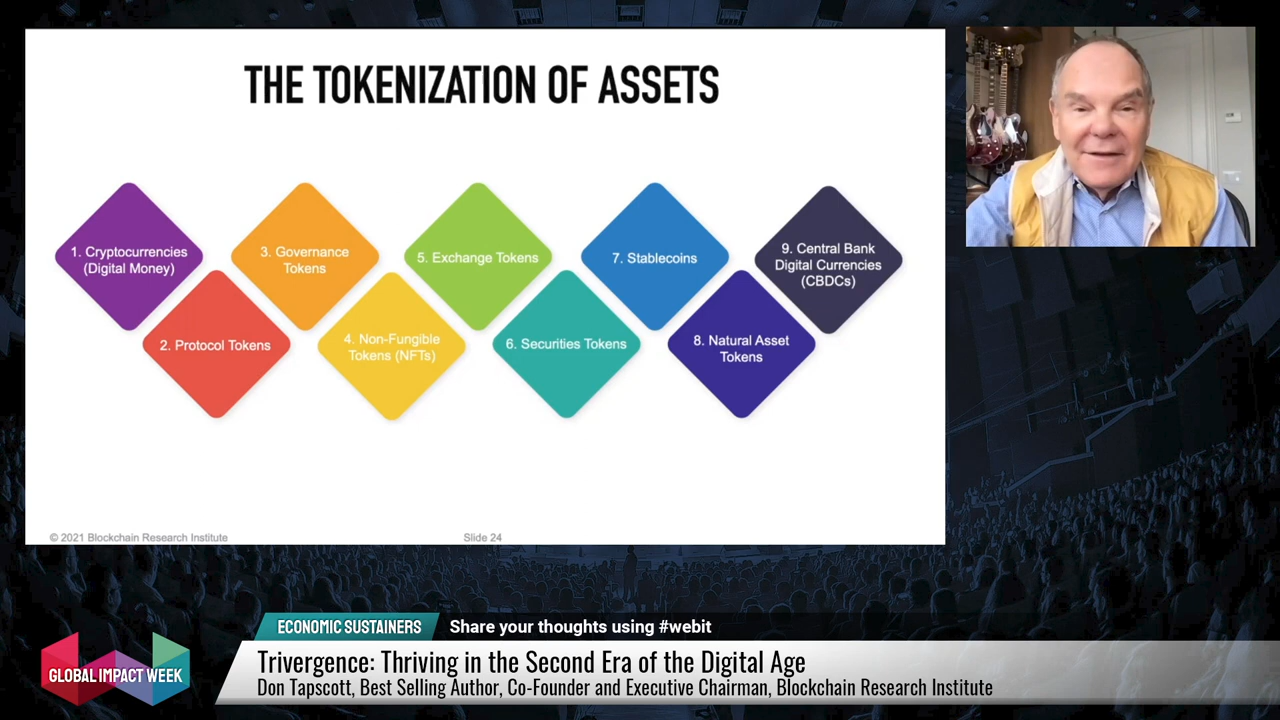 THE TOKENIZATION OF ASSETS
1. Cryptocurrencies
(Digital Money)
2. Protocol Tokens
3. Governance
Tokens
4. Non-Fungible
Tokens (NFTs)
5. Exchange Tokens
6. Securities Tokens
7. Stablecoins
8. Natural Asset
Tokens
9. Central Bank
Digital Currencies
(CBDCs)
© 2021 Blockchain Research Institute
Slide 24
ECONOMIC SUSTAINERS
Share your thoughts using #webit
GLOBAL IMPACT WEEK
Trivergence: Thriving in the Second Era of the Digital Age
Don Tapscott, Best Selling Author, Co-Founder and Executive Chairman, Blockchain Research Institute